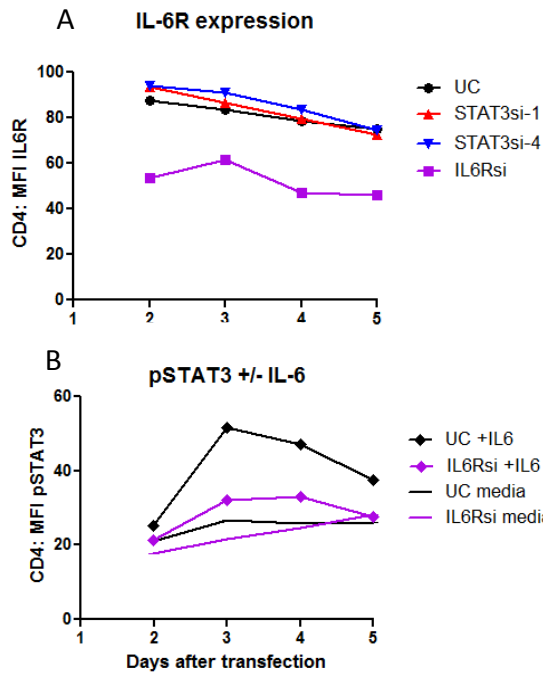 A
IL-6R expression
CD4: MFI IL6R
100
80
60
40
20
0
1 2 3 4 5
UC
STAT3si-1
STAT3si-4
IL6Rsi
B
pSTAT3 +/- IL-6
CD4: MFI pSTAT3
60
40
20
0
1 2 3 4 5
Days after transfection
UC +IL6
IL6Rsi +IL6
UC media
IL6Rsi medi